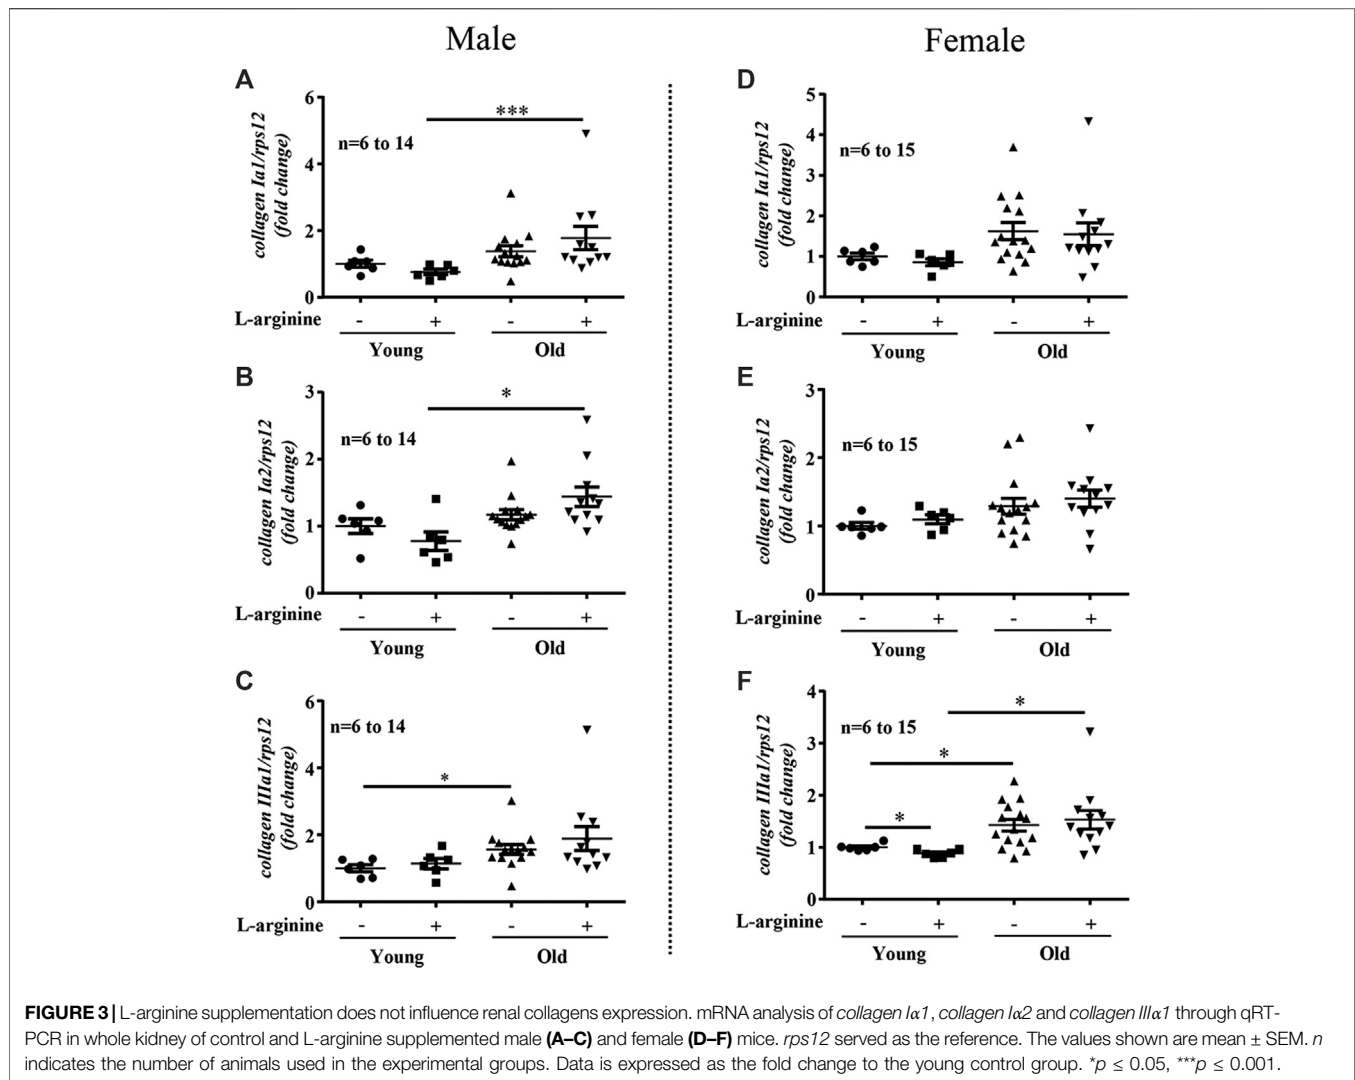 Male
Female
A
collagen Ia1/rps12
(fold change)
6
4
2
0
n=6 to 14
***
L-arginine - + - +
Young Old
D
collagen Ia1/rps12
(fold change)
5
4
3
2
1
0
n=6 to 15
L-arginine - + - +
Young Old
B
collagen Ia2/rps12
(fold change)
3
2
1
0
n=6 to 14
*
L-arginine - + - +
Young Old
E
collagen Ia2/rps12
(fold change)
3
2
1
0
n=6 to 15
L-arginine - + - +
Young Old
C
collagen IIIa1/rps12
(fold change)
6
4
2
0
n=6 to 14
*
L-arginine - + - +
Young Old
F
collagen IIIa1/rps12
(fold change)
4
3
2
1
0
n=6 to 15
*
*
*
L-arginine - + - +
Young Old
FIGURE 3 | L-arginine supplementation does not influence renal collagens expression. mRNA analysis of collagen Iα1, collagen Iα2 and collagen IIIα1 through qRT-
PCR in whole kidney of control and L-arginine supplemented male (A–C) and female (D–F) mice. rps12 served as the reference. The values shown are mean ± SEM. n
indicates the number of animals used in the experimental groups. Data is expressed as the fold change to the young control group. *p ≤ 0.05, ***p ≤ 0.001.